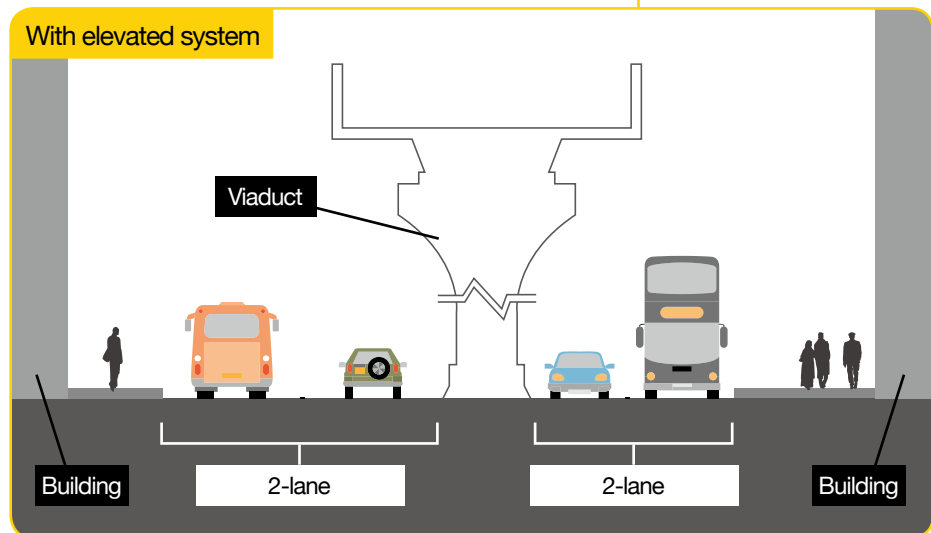 With elevated system
Viaduct
Building
2-lane
2-lane
Building